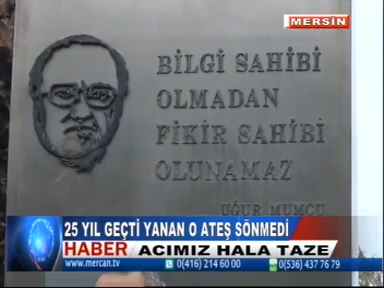 MERSİN
BİLGİ SAHİBİ
OLMADAN
FİKİR SAHİBİ
OLUNAMAZ
UĞUR MUMCU
25 YIL GEÇTİ YANAN O ATEŞ SÖNMEDİ
HABER ACIMIZ HALA TAZE
www.mercan.tv 0(416 214 60 00 0(536 437 76 79